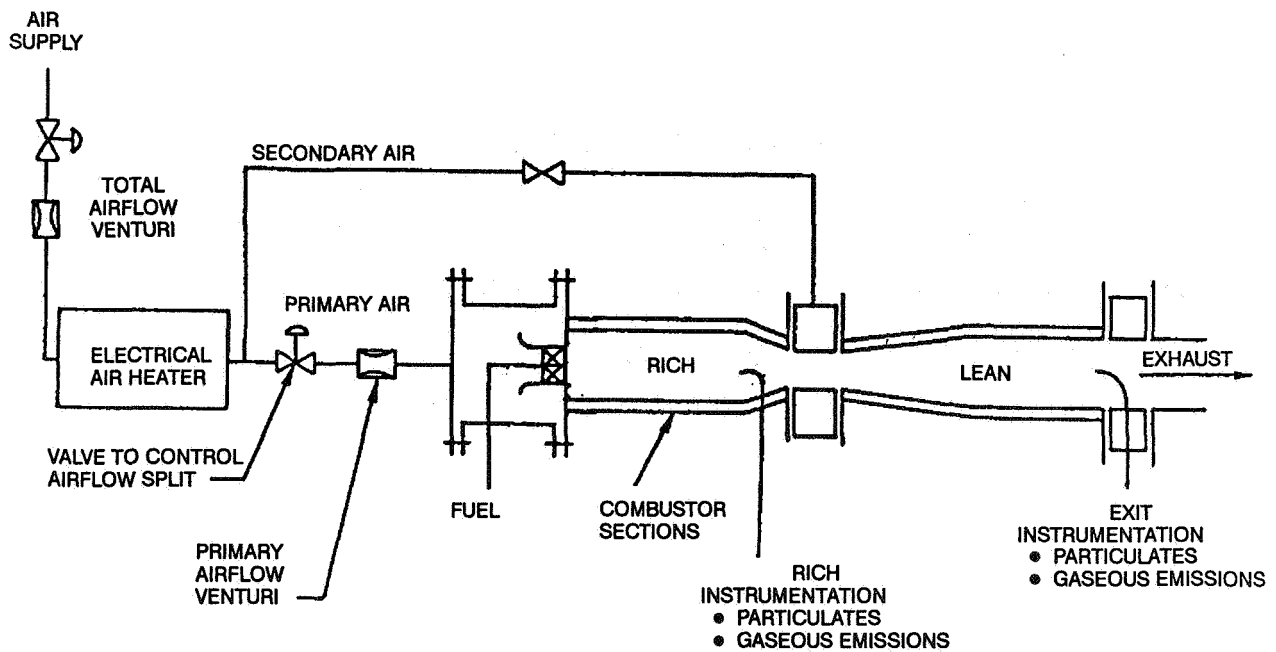 AIR
SUPPLY
SECONDARY AIR
TOTAL
AIRFLOW
VENTURI
PRIMARY AIR
ELECTRICAL
AIR HEATER
RICH
LEAN
EXHAUST
VALVE TO CONTROL
AIRFLOW SPLIT
FUEL
COMBUSTOR
SECTIONS
EXIT
INSTRUMENTATION
● PARTICULATES
● GASEOUS EMISSIONS
PRIMARY
AIRFLOW
VENTURI
RICH
INSTRUMENTATION
● PARTICULATES
● GASEOUS EMISSIONS